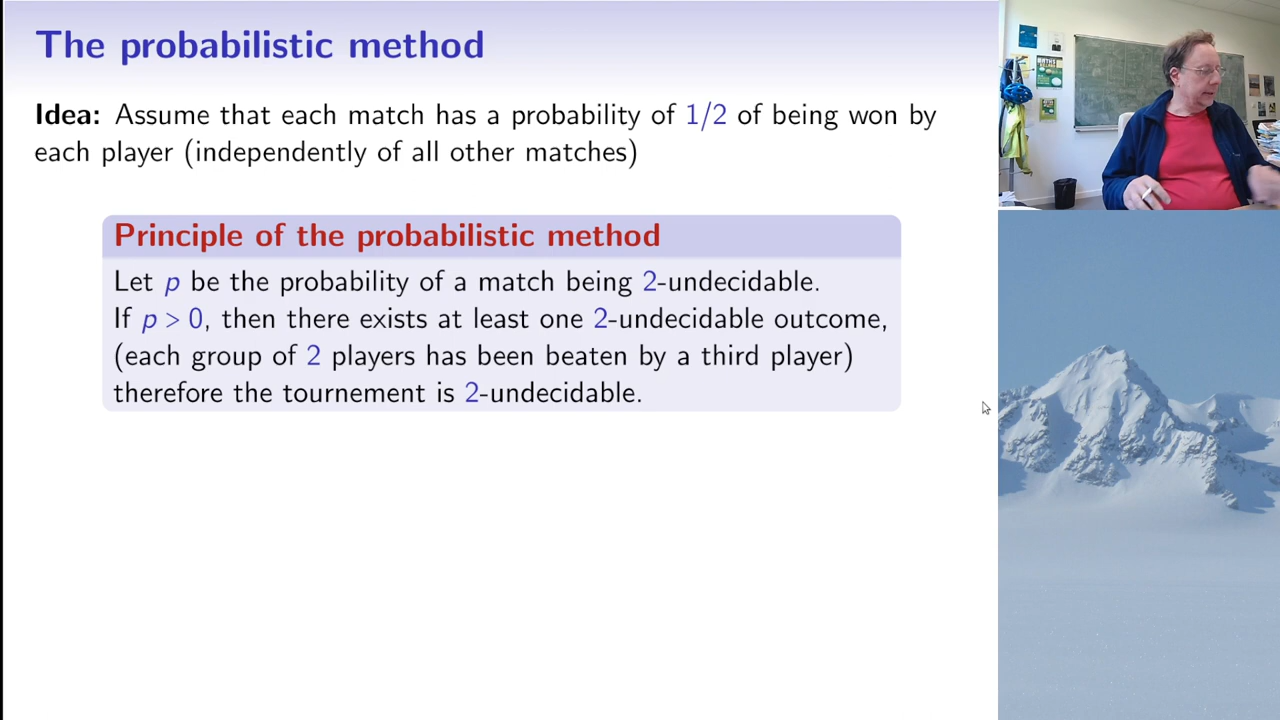 The probabilistic method
Idea: Assume that each match has a probability of 1/2 of being won by
each player (independently of all other matches)
Principle of the probabilistic method
Let p be the probability of a match being 2-undecidable.
If p > 0, then there exists at least one 2-undecidable outcome,
(each group of 2 players has been beaten by a third player)
therefore the tournement is 2-undecidable.